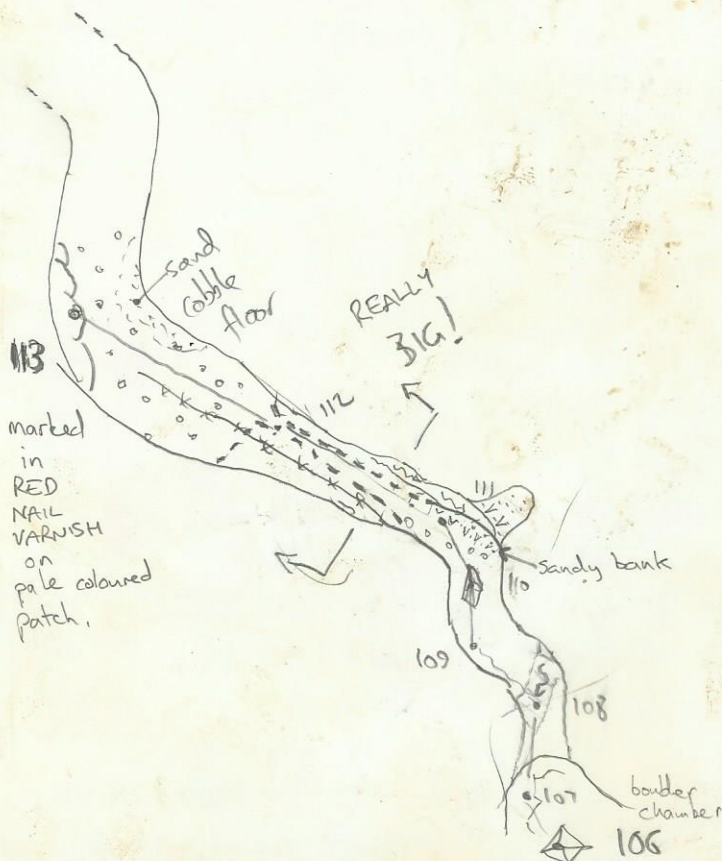 sand
cobble
floor
REALLY
BIG!
113
112
marked
in
RED
NAIL
VARNISH
on
pale coloured
patch.
111
Sandy bank
110
109
108
107
boulder
chamber
106